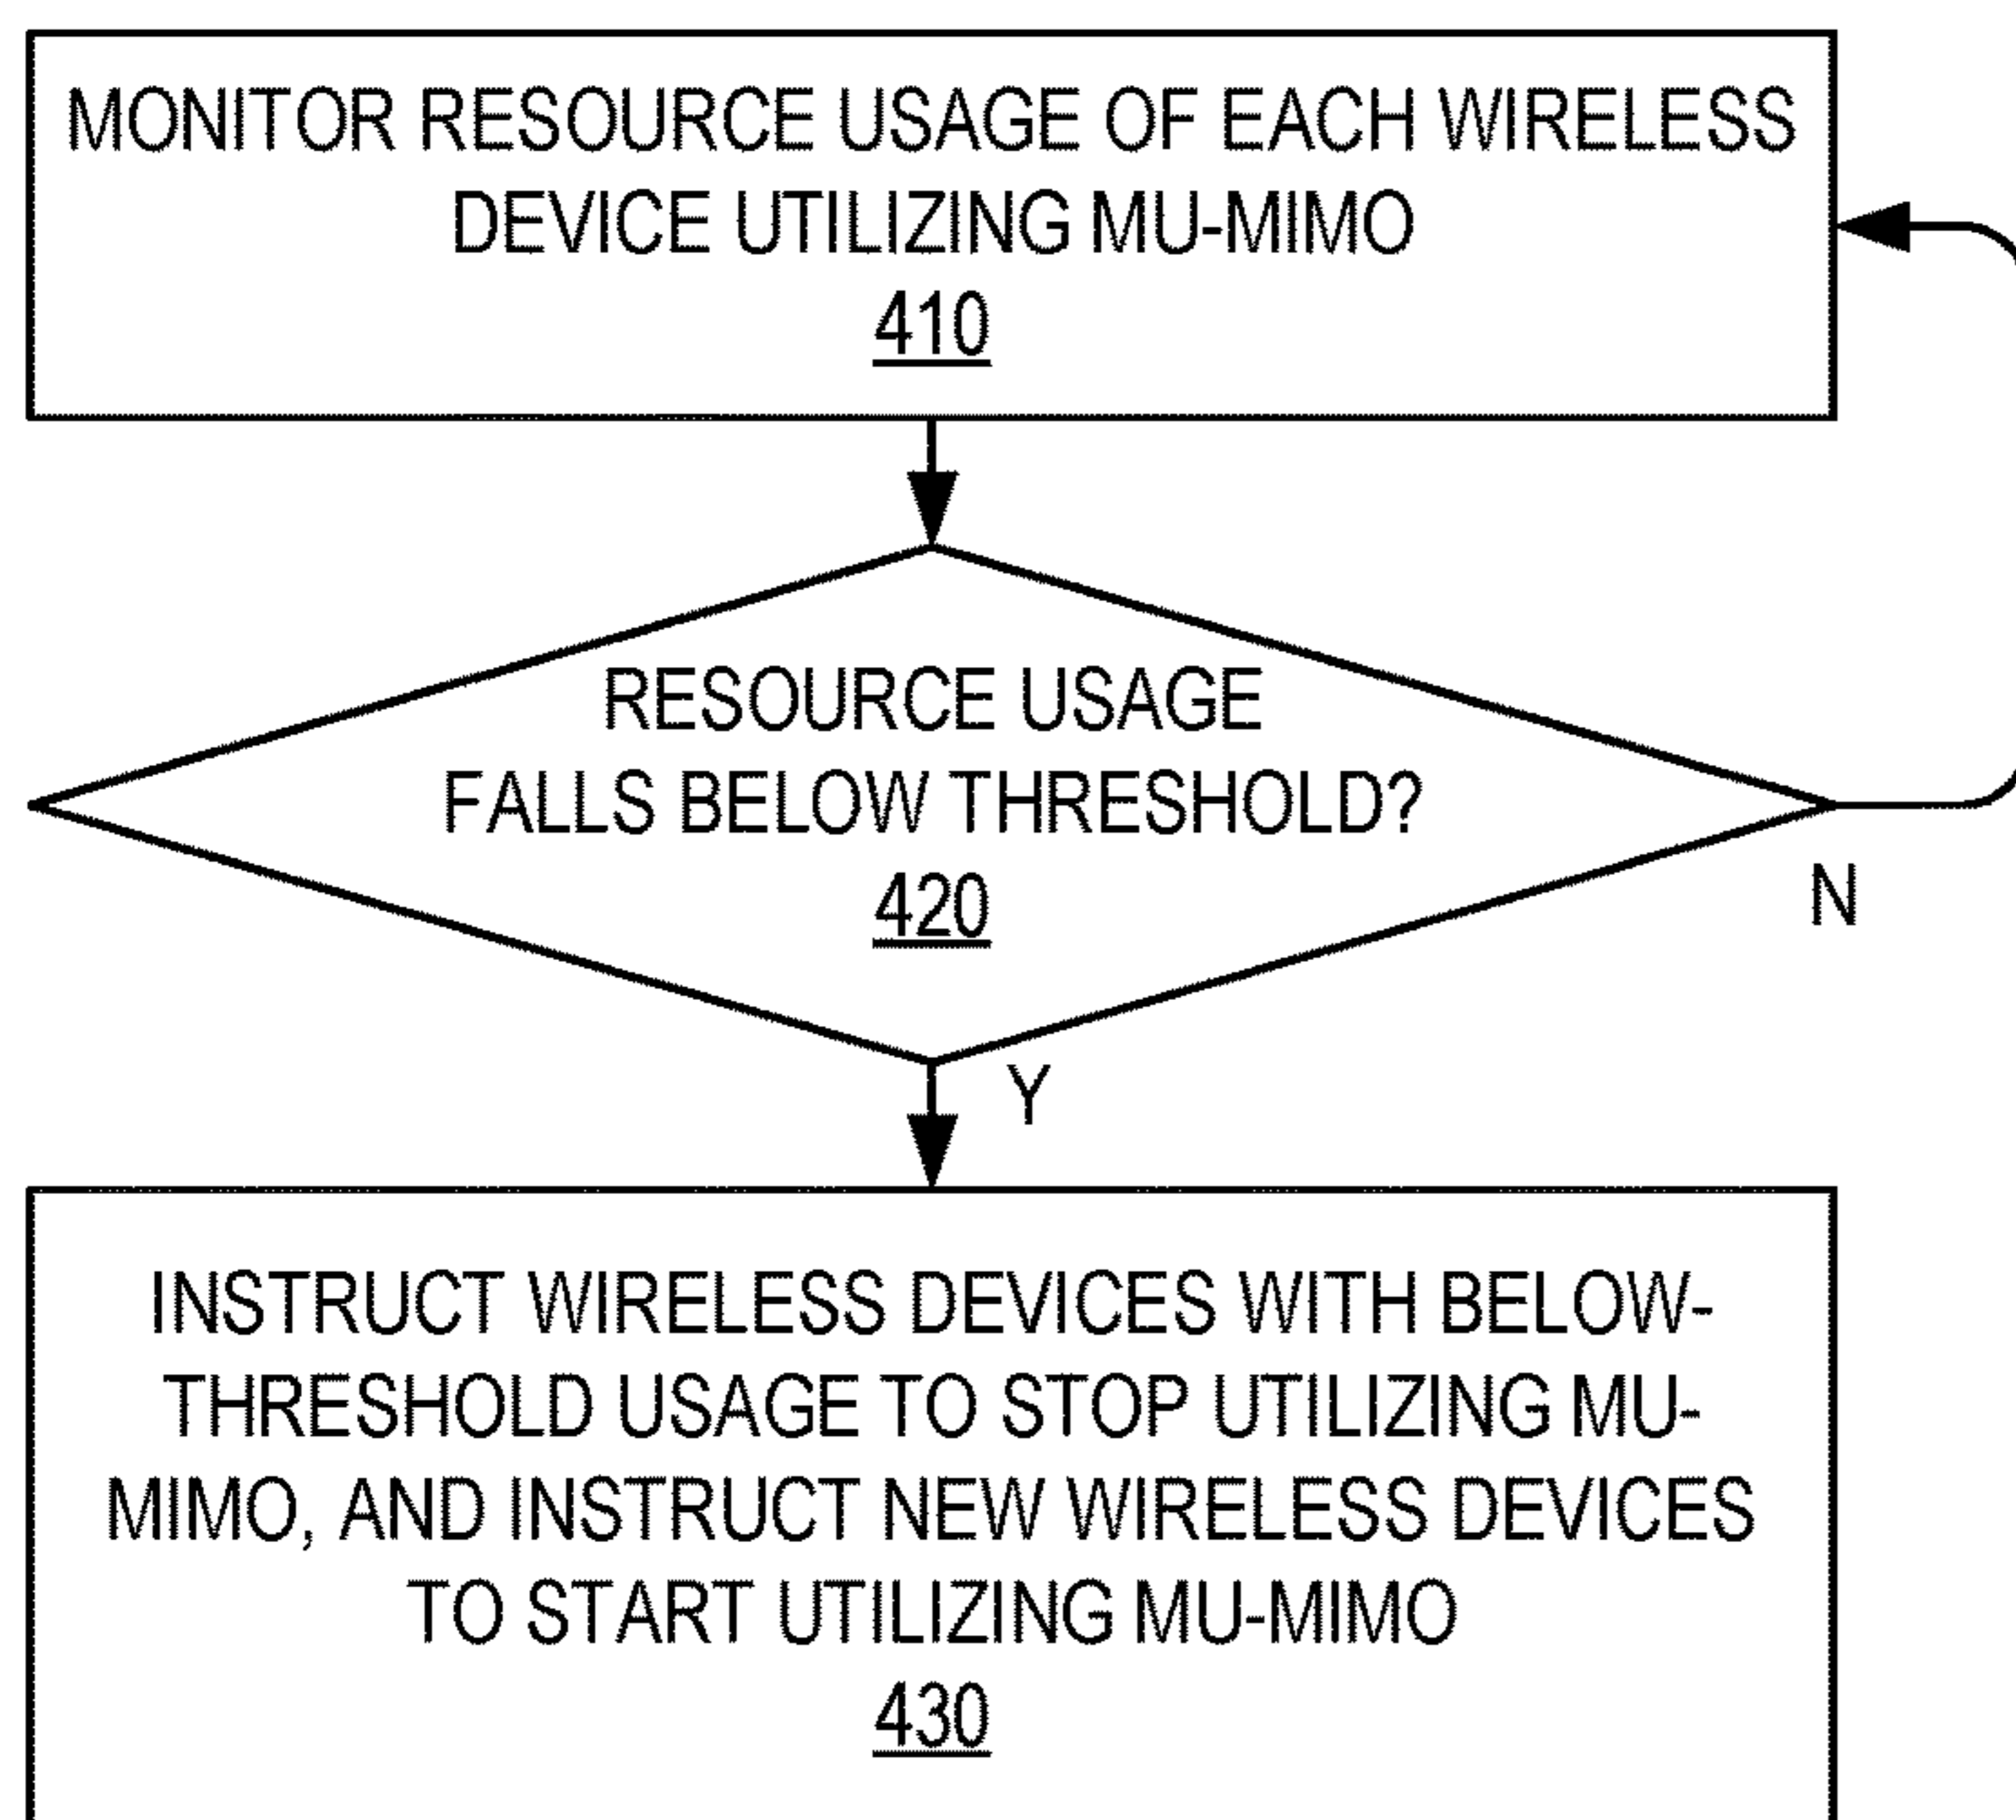 MONITOR RESOURCE USAGE OF EACH WIRELESS
DEVICE UTILIZING MU-MIMO
410
RESOURCE USAGE
FALLS BELOW THRESHOLD?
420
N
Y
INSTRUCT WIRELESS DEVICES WITH BELOW-
THRESHOLD USAGE TO STOP UTILIZING MU-
MIMO, AND INSTRUCT NEW WIRELESS DEVICES
TO START UTILIZING MU-MIMO
430